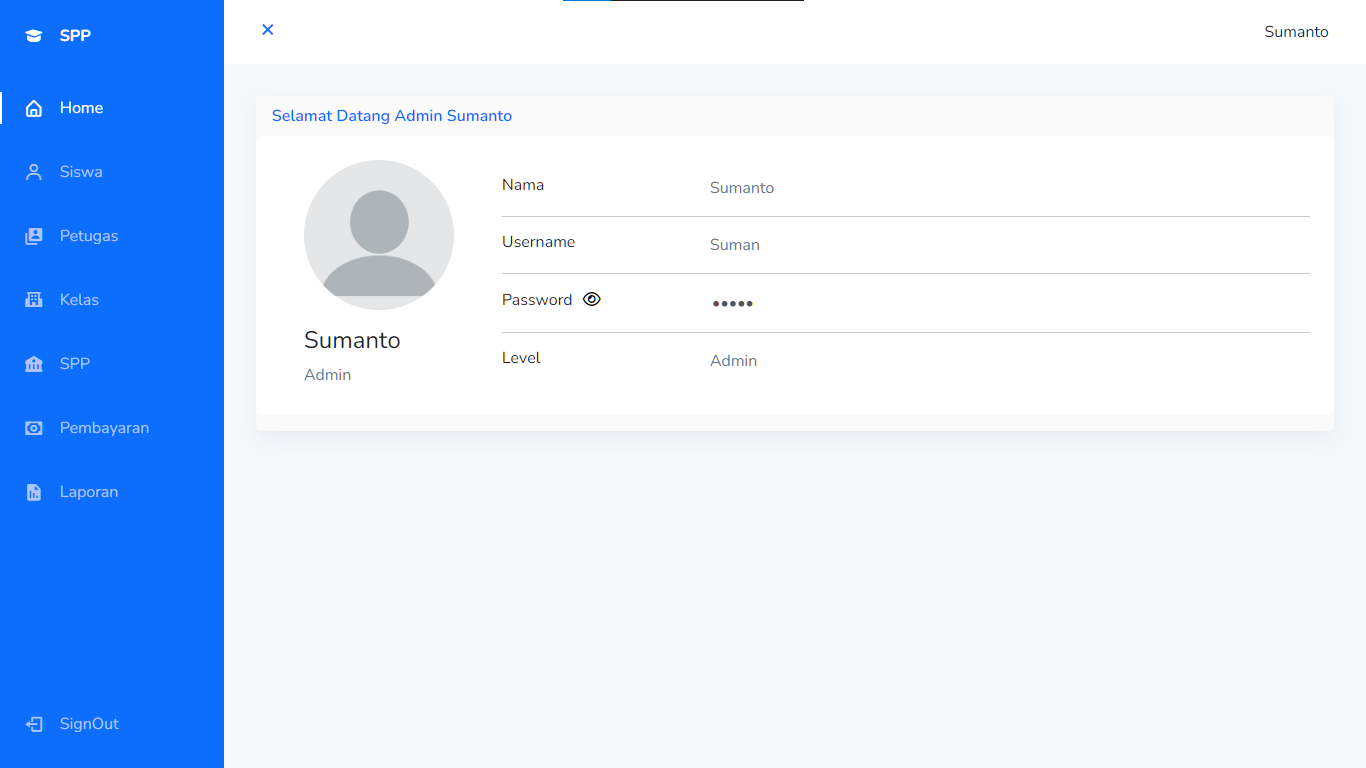 SPP
Sumanto
Home
Siswa
Petugas
Kelas
SPP
Pembayaran
Laporan
SignOut
Selamat Datang Admin Sumanto
Sumanto
Admin
Nama Sumanto
Username Suman
Password •••••
Level Admin